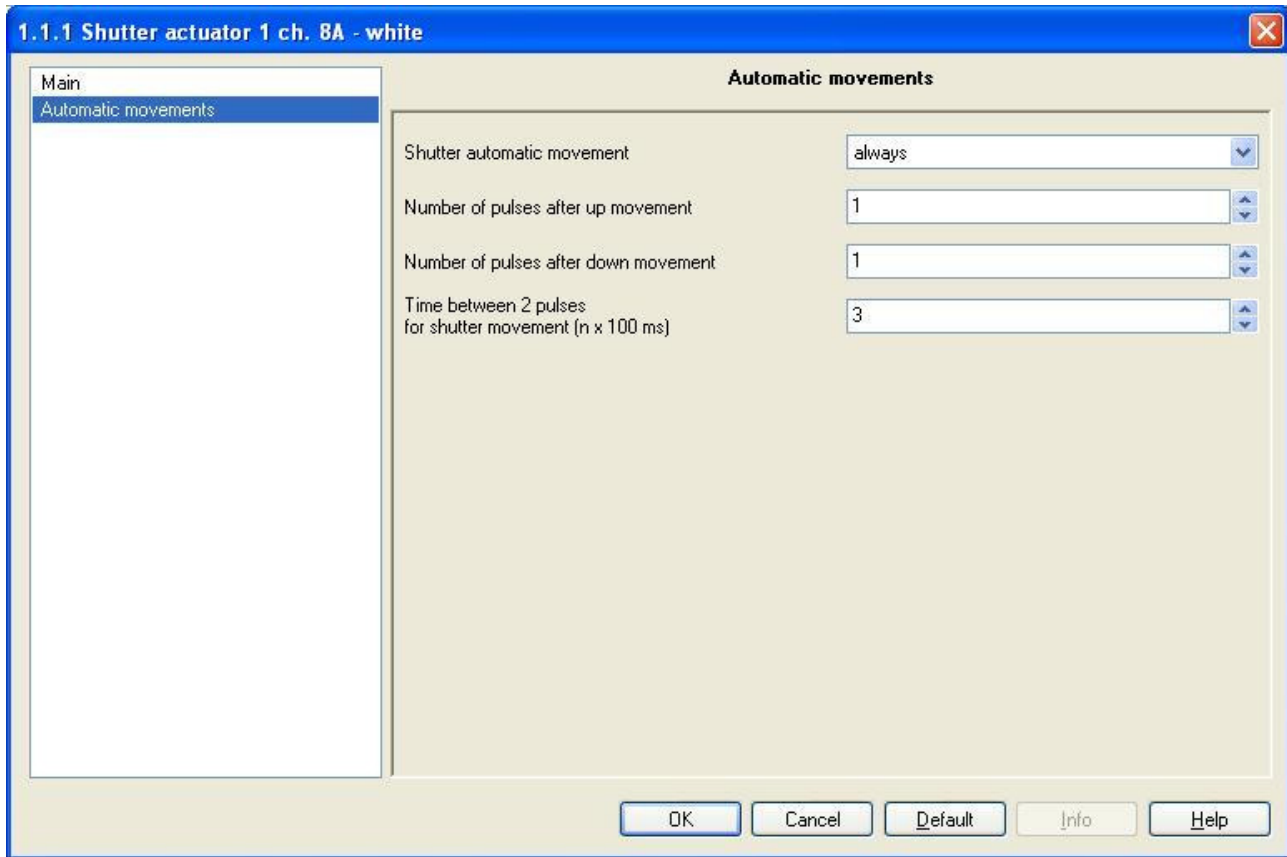 1.1.1 Shutter actuator 1 ch. 8A - white
Main
Automatic movements
Automatic movements
Shutter automatic movement
always
Number of pulses after up movement
1
Number of pulses after down movement
1
Time between 2 pulses
for shutter movement (n x 100 ms)
3
OK
Cancel
Default
Info
Help